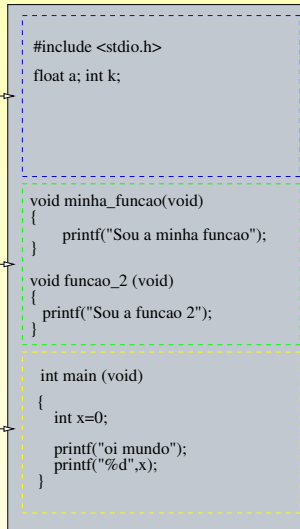 #include <stdio.h>
float a; int k;
void minha_funcao(void)
{
printf("Sou a minha funcao");
}
void funcao_2 (void)
{
printf("Sou a funcao 2");
}
int main (void)
{
int x=0;
printf("oi mundo");
printf("%d",x);
}